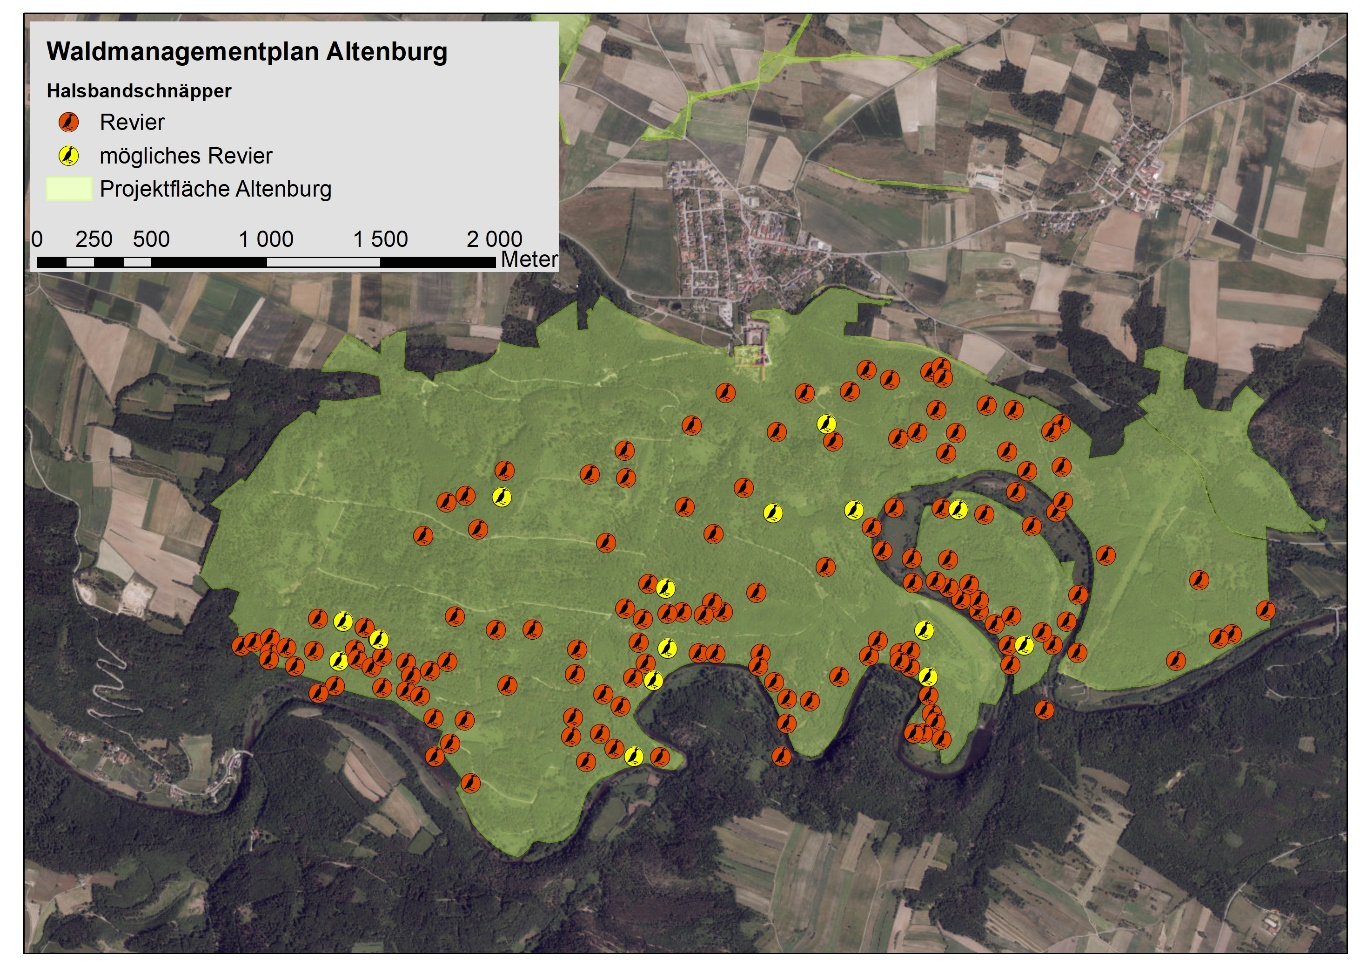 Waldmanagementplan Altenburg
Halsbandschnäpper
Revier
mögliches Revier
Projektfläche Altenburg
0 250 500 1 000 1 500 2 000
Meter